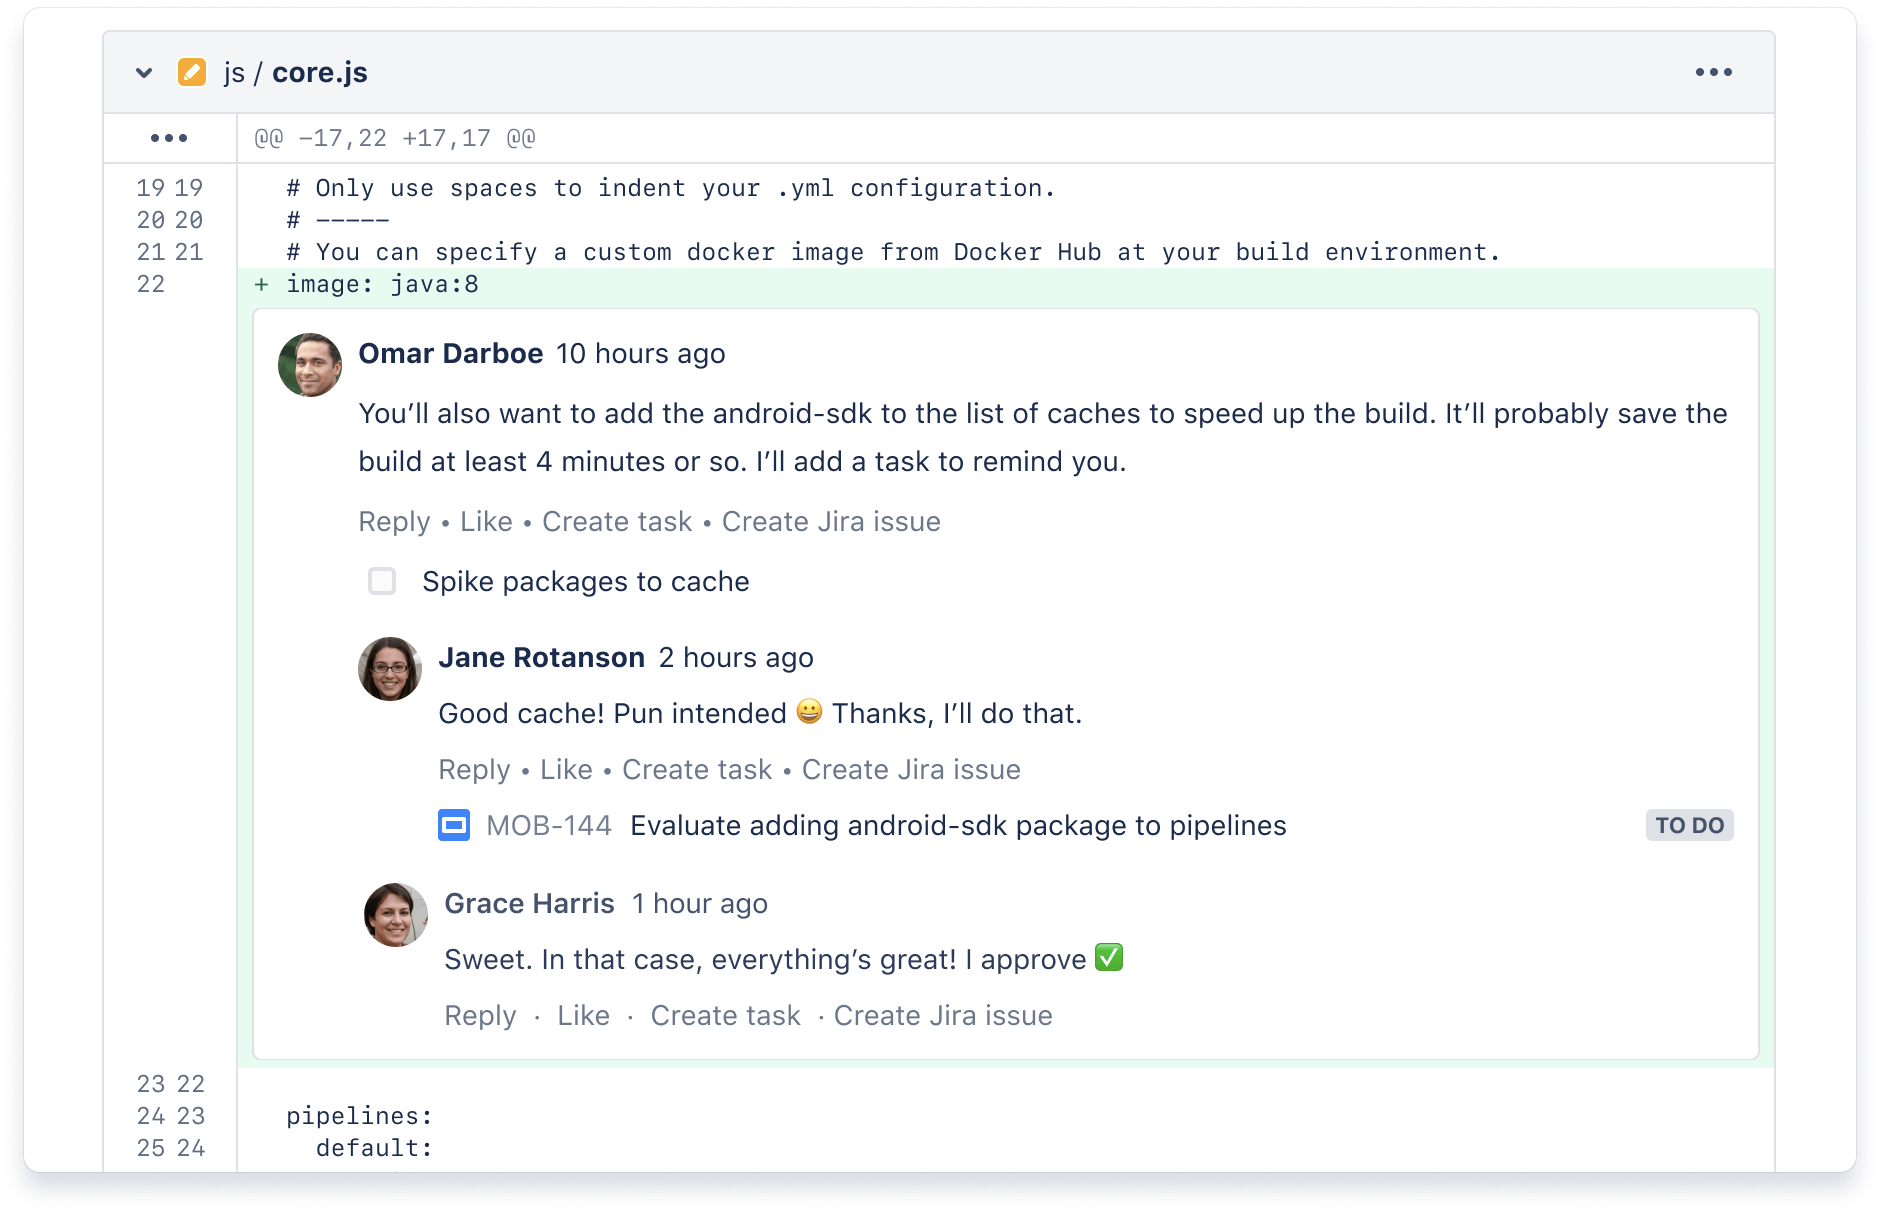 js / core.js
@@ −17,22 +17,17 @@
19 19 # Only use spaces to indent your .yml configuration.
20 20 # −−−−−
21 21 # You can specify a custom docker image from Docker Hub at your build environment.
22 + image: java:8
Omar Darboe 10 hours ago
You’ll also want to add the android-sdk to the list of caches to speed up the build. It’ll probably save the
build at least 4 minutes or so. I’ll add a task to remind you.
Reply • Like • Create task • Create Jira issue
Spike packages to cache
Jane Rotanson 2 hours ago
Good cache! Pun intended 😀 Thanks, I’ll do that.
Reply • Like • Create task • Create Jira issue
MOB-144 Evaluate adding android-sdk package to pipelines TO DO
Grace Harris 1 hour ago
Sweet. In that case, everything’s great! I approve ✅
Reply · Like · Create task · Create Jira issue
23 22
24 23 pipelines:
25 24 default: